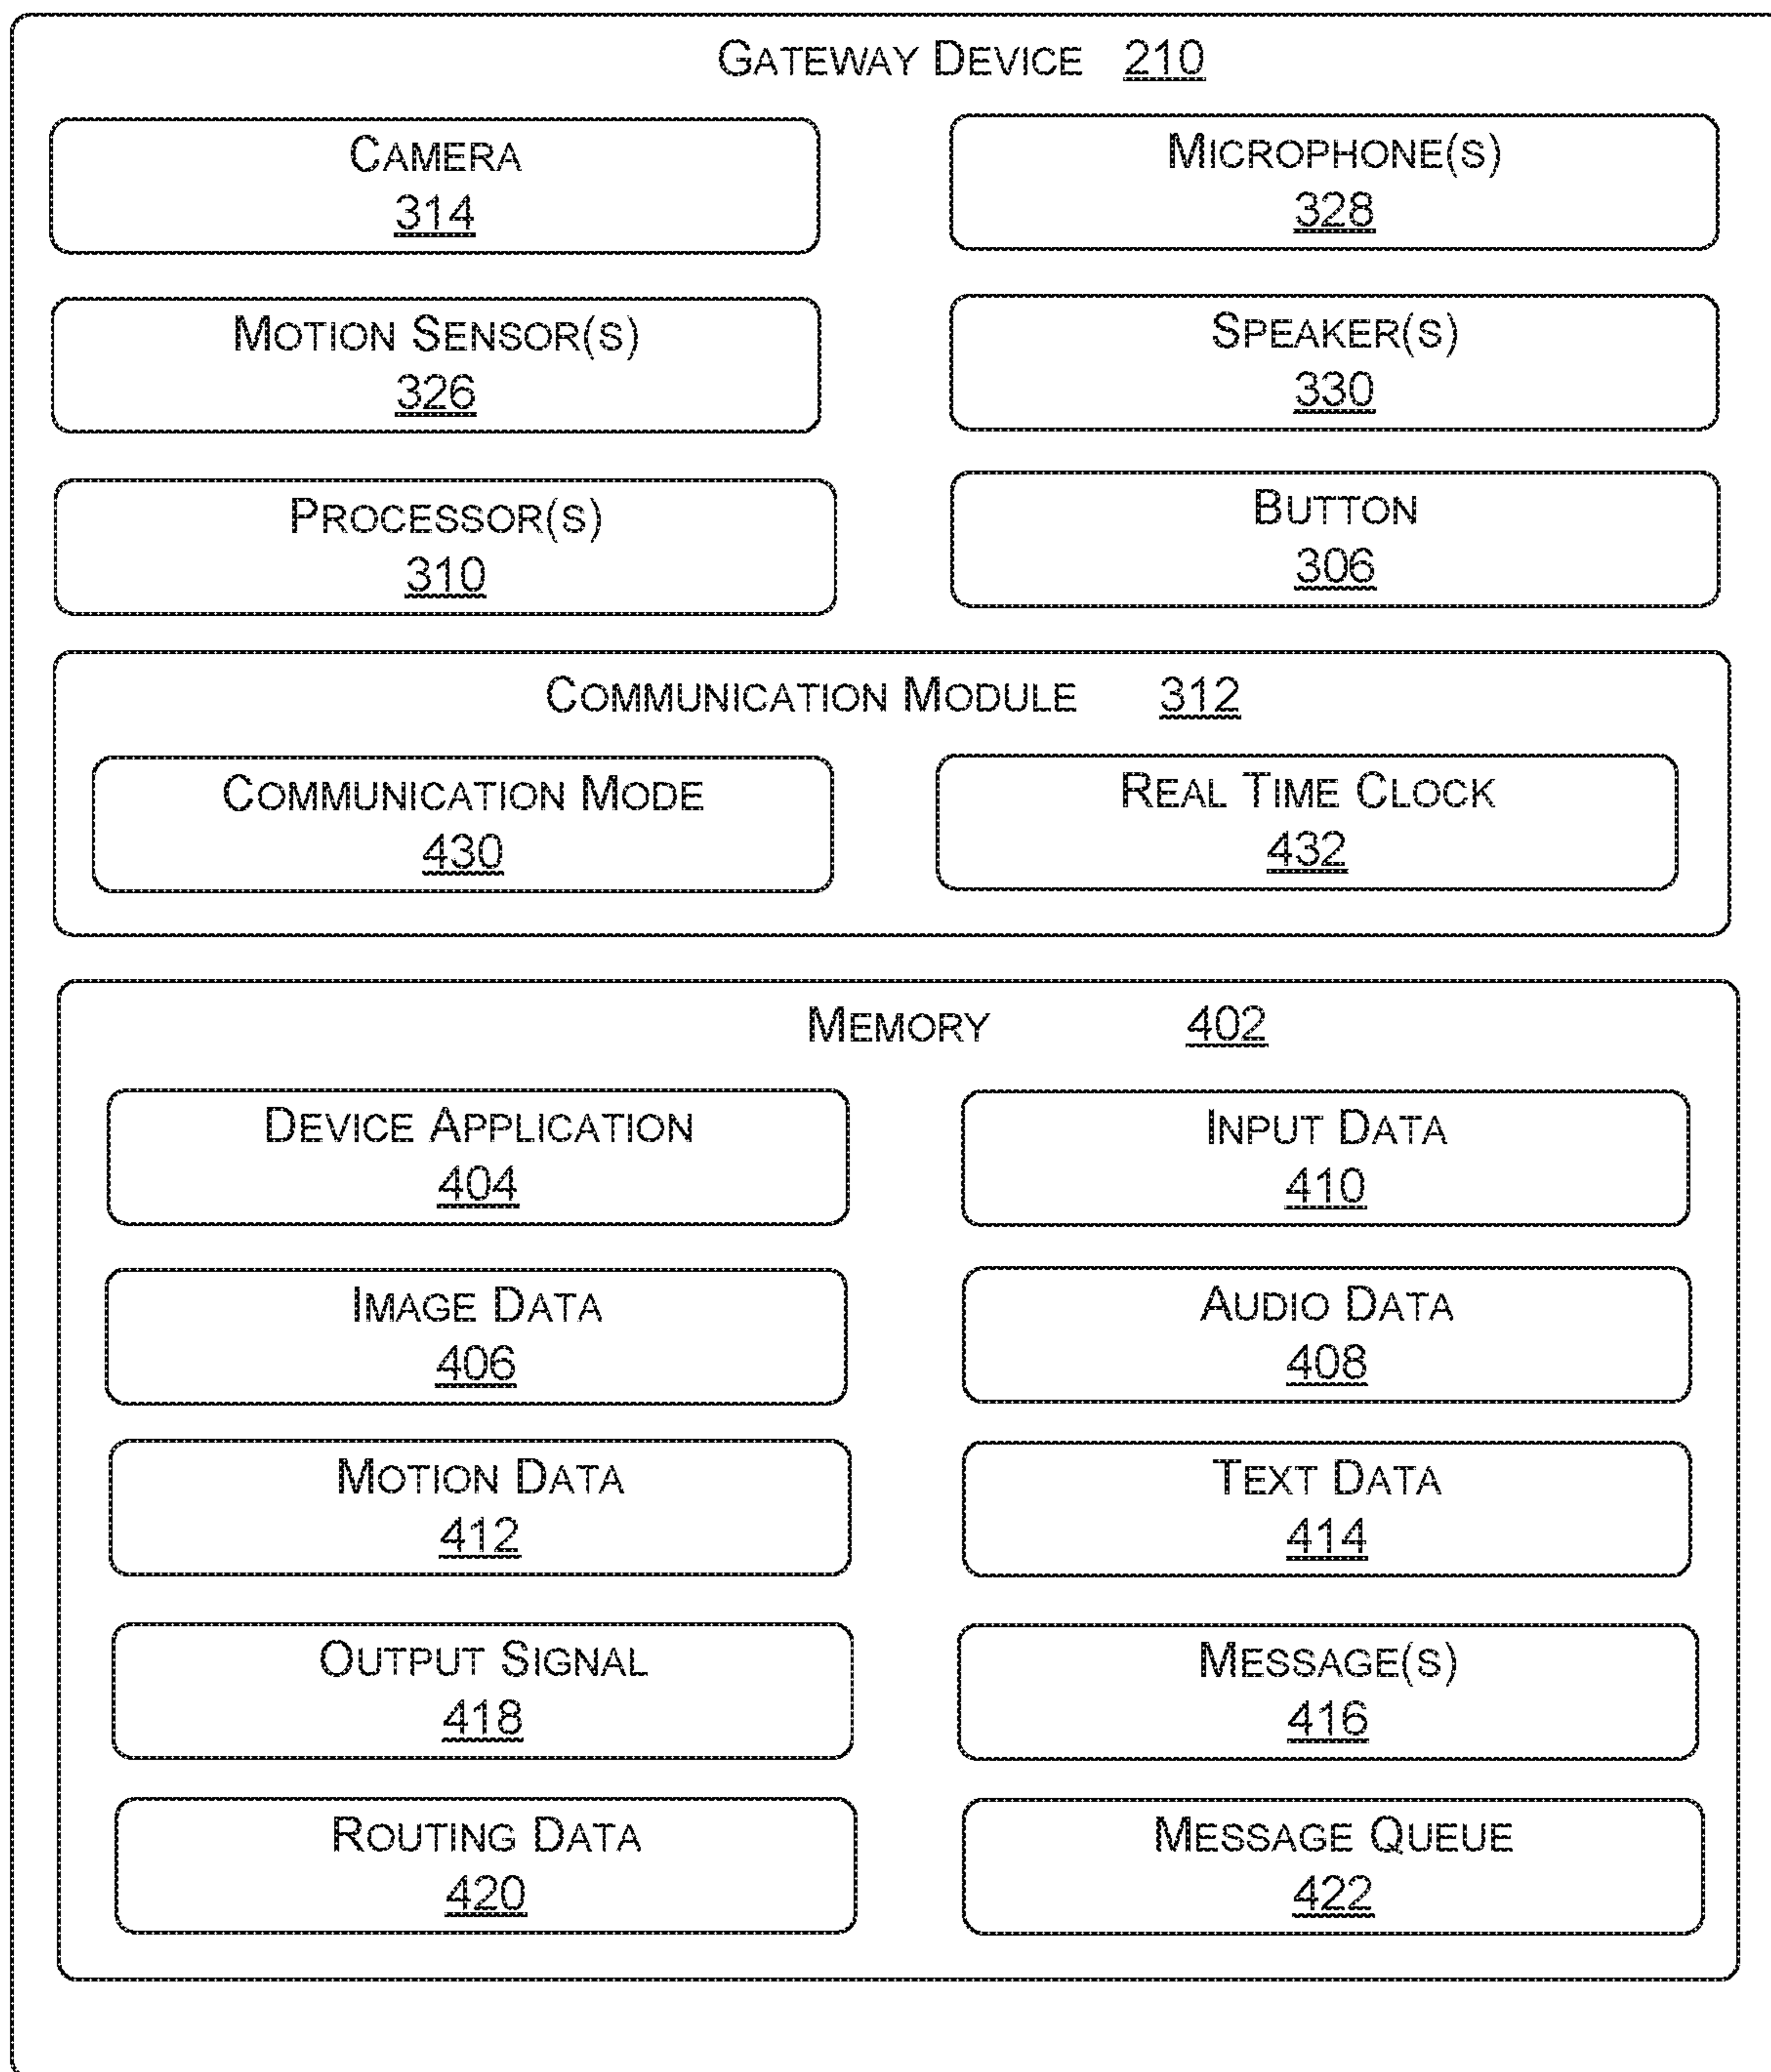 GATEWAY DEVICE 210
CAMERA
314
MICROPHONE(S)
328
MOTION SENSOR(S)
326
SPEAKER(S)
330
PROCESSOR(S)
310
BUTTON
306
COMMUNICATION MODULE 312
COMMUNICATION MODE
430
REAL TIME CLOCK
432
MEMORY 402
DEVICE APPLICATION
404
INPUT DATA
410
IMAGE DATA
406
AUDIO DATA
408
MOTION DATA
412
TEXT DATA
414
OUTPUT SIGNAL
418
MESSAGE(S)
416
ROUTING DATA
420
MESSAGE QUEUE
422